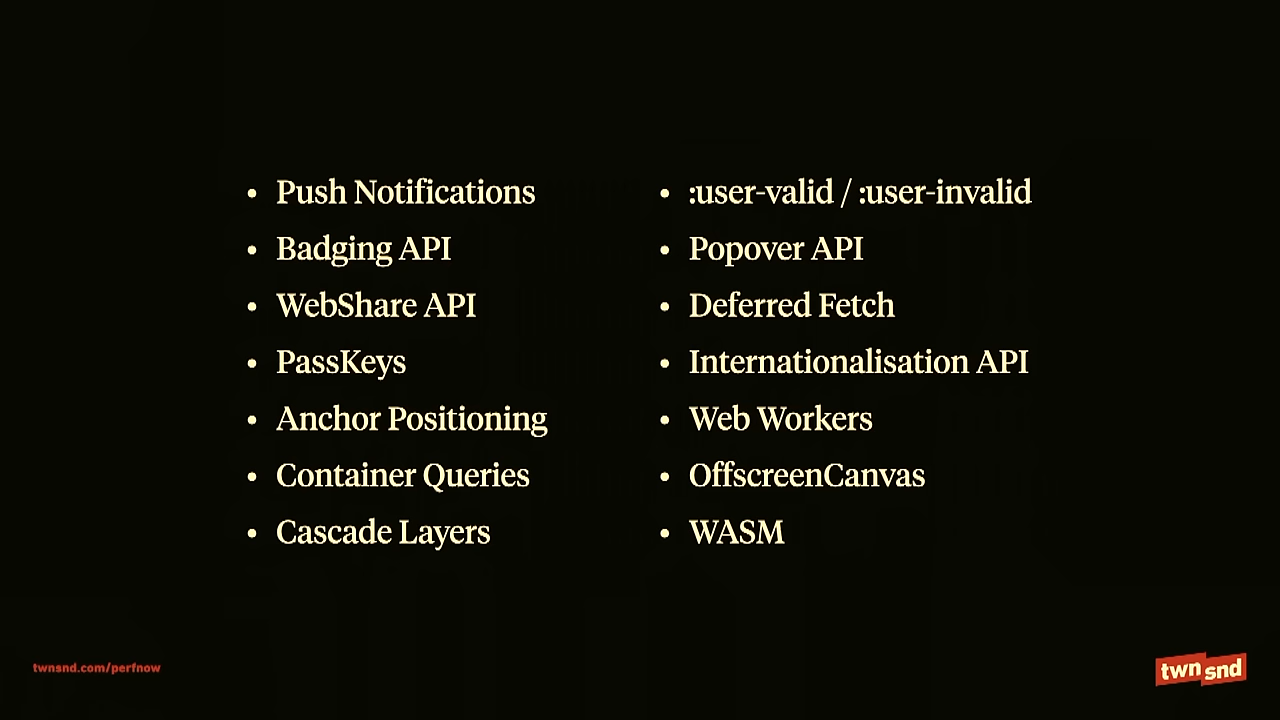 • Push Notifications
• Badging API
• WebShare API
• PassKeys
• Anchor Positioning
• Container Queries
• Cascade Layers
• :user-valid / :user-invalid
• Popover API
• Deferred Fetch
• Internationalisation API
• Web Workers
• OffscreenCanvas
• WASM
twnsnd.com/perfnow
twn snd